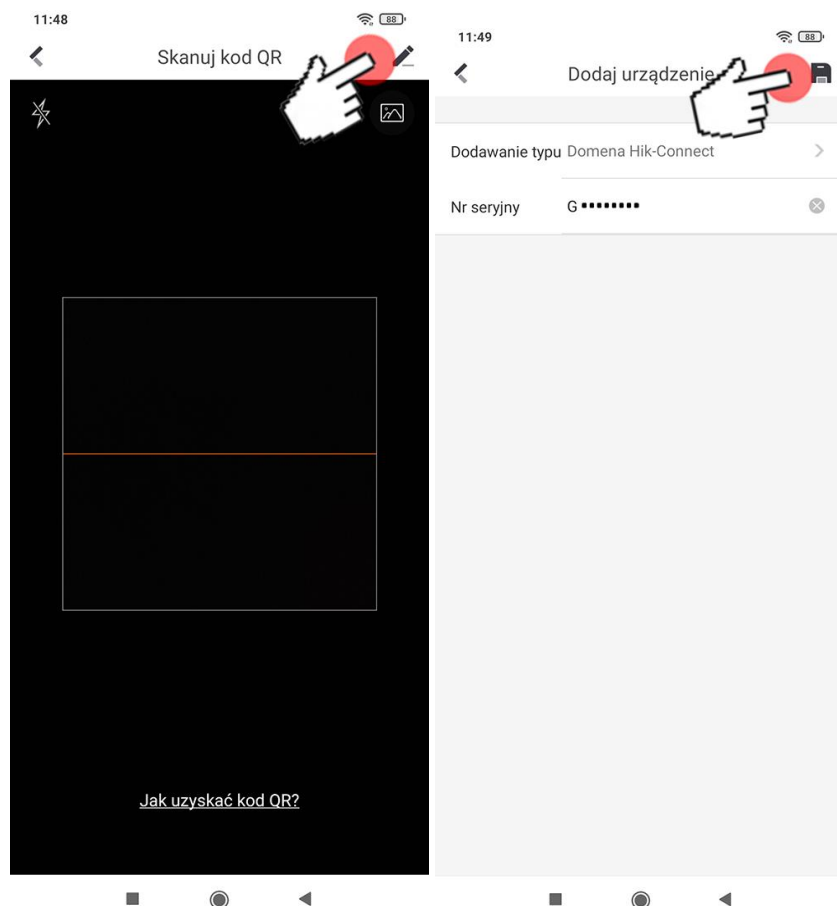 11:48
88
Skanuj kod QR
Jak uzyskać kod QR?
11:49
88
Dodaj urządzenie
Dodawanie typu Domena Hik-Connect
Nr seryjny G••••••••